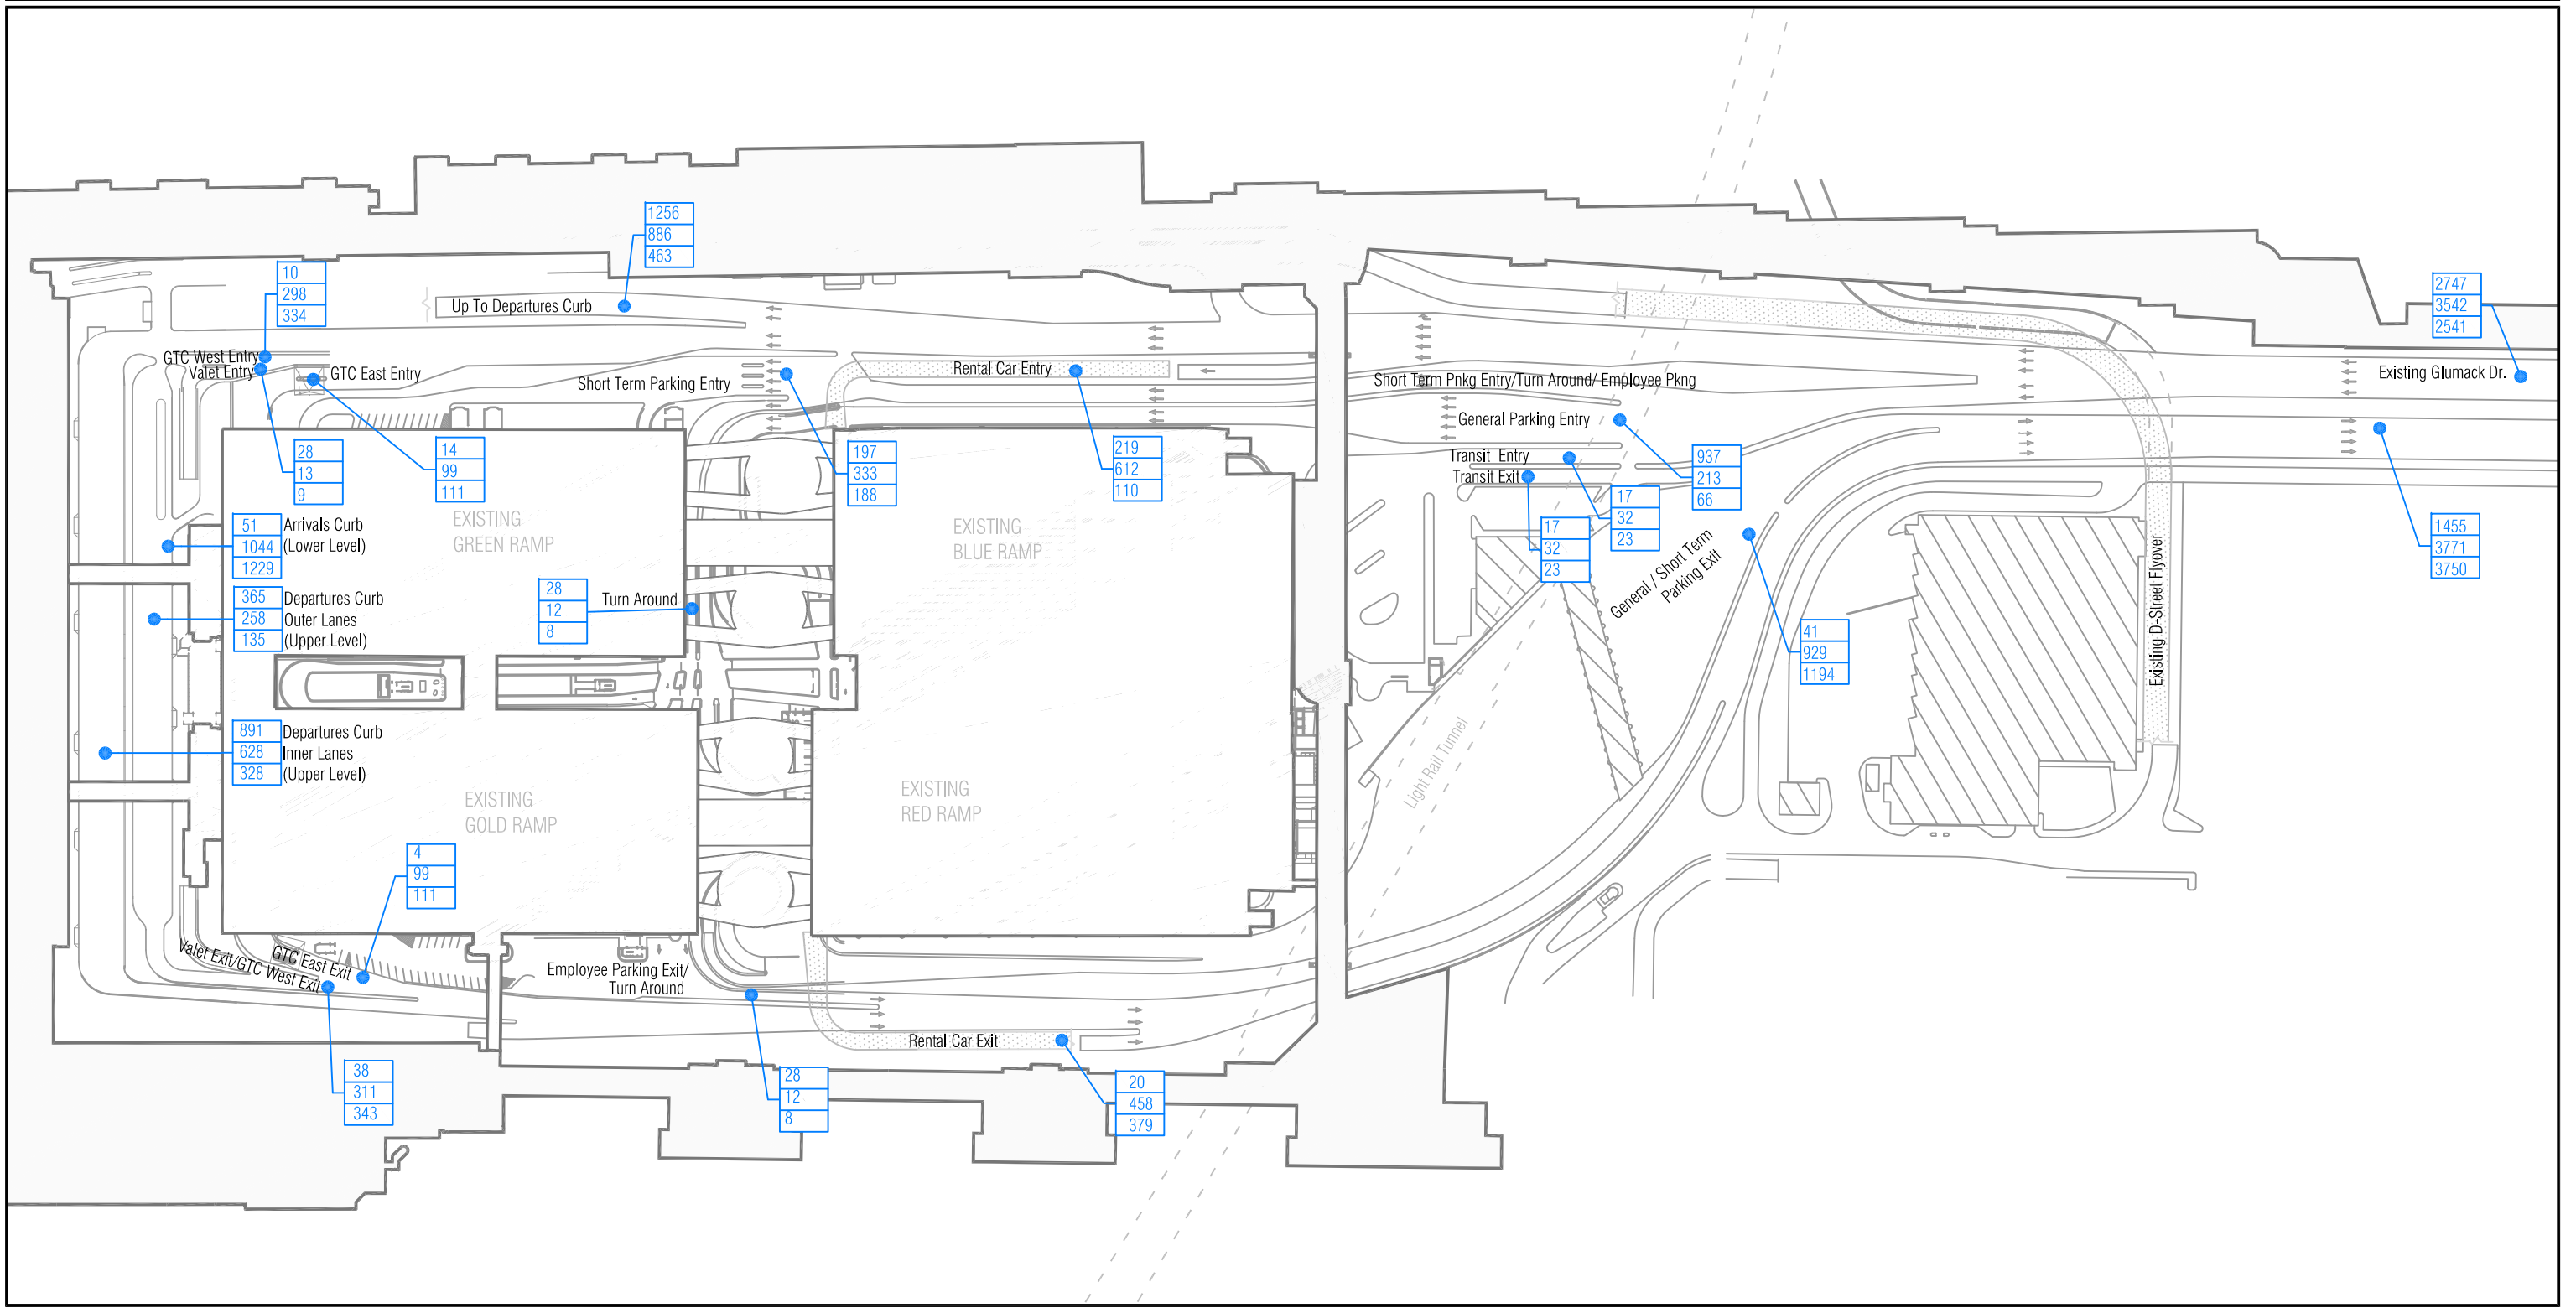 1256
886
463
10
298
334
2747
3542
2541
Up To Departures Curb
GTC West Entry
Valet Entry
GTC East Entry
Short Term Parking Entry
Rental Car Entry
Short Term Pnkg Entry/Turn Around/ Employee Pkng
Existing Glumack Dr.
General Parking Entry
Transit Entry
Transit Exit
28
13
9
14
99
111
197
333
188
219
612
110
937
213
66
17
32
23
17
32
23
1455
3771
3750
EXISTING
GREEN RAMP
EXISTING
BLUE RAMP
51
1044
1229
Arrivals Curb
(Lower Level)
365
258
135
Departures Curb
Outer Lanes
(Upper Level)
28
12
8
Turn Around
General / Short Term
Parking Exit
41
929
1194
Existing D-Street Flyover
891
628
328
Departures Curb
Inner Lanes
(Upper Level)
Light Rail Tunnel
EXISTING
GOLD RAMP
EXISTING
RED RAMP
4
99
111
Valet Exit/GTC West Exit
GTC East Exit
Employee Parking Exit/
Turn Around
Rental Car Exit
38
311
343
28
12
8
20
458
379